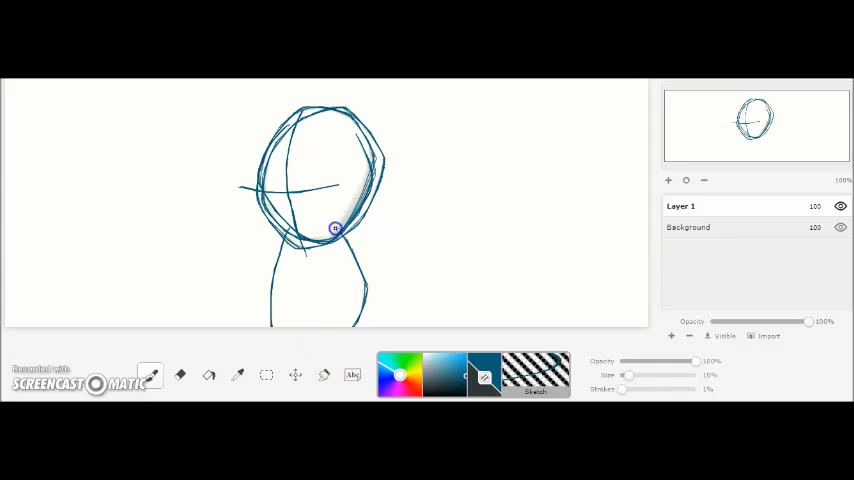 100%
Layer 1 100
Background 100
Opacity 100%
Visible Import
Recorded with
SCREENCAST MATIC
Abc
Sketch
Opacity 100%
Size 10%
Strokes 1%